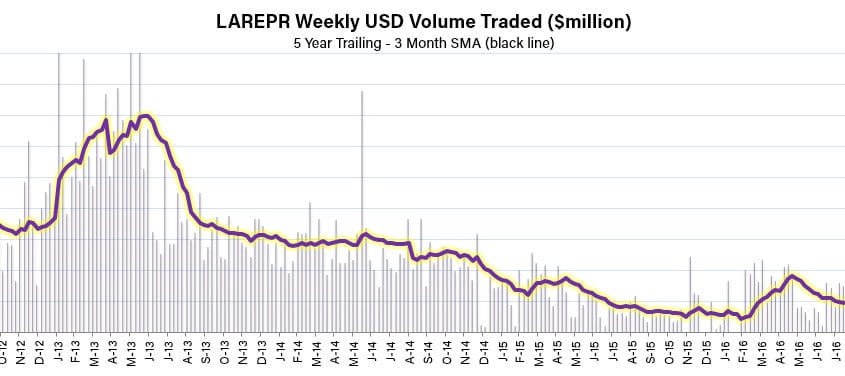 LAREPR Weekly USD Volume Traded ($million)
5 Year Trailing - 3 Month SMA (black line)
O-12
N-12
D-12
J-13
F-13
M-13
A-13
M-13
J-13
J-13
A-13
S-13
O-13
N-13
D-13
J-14
F-14
M-14
A-14
M-14
J-14
J-14
A-14
S-14
O-14
N-14
D-14
J-15
F-15
M-15
A-15
M-15
J-15
J-15
A-15
S-15
O-15
N-15
D-15
J-16
F-16
M-16
A-16
M-16
J-16
J-16